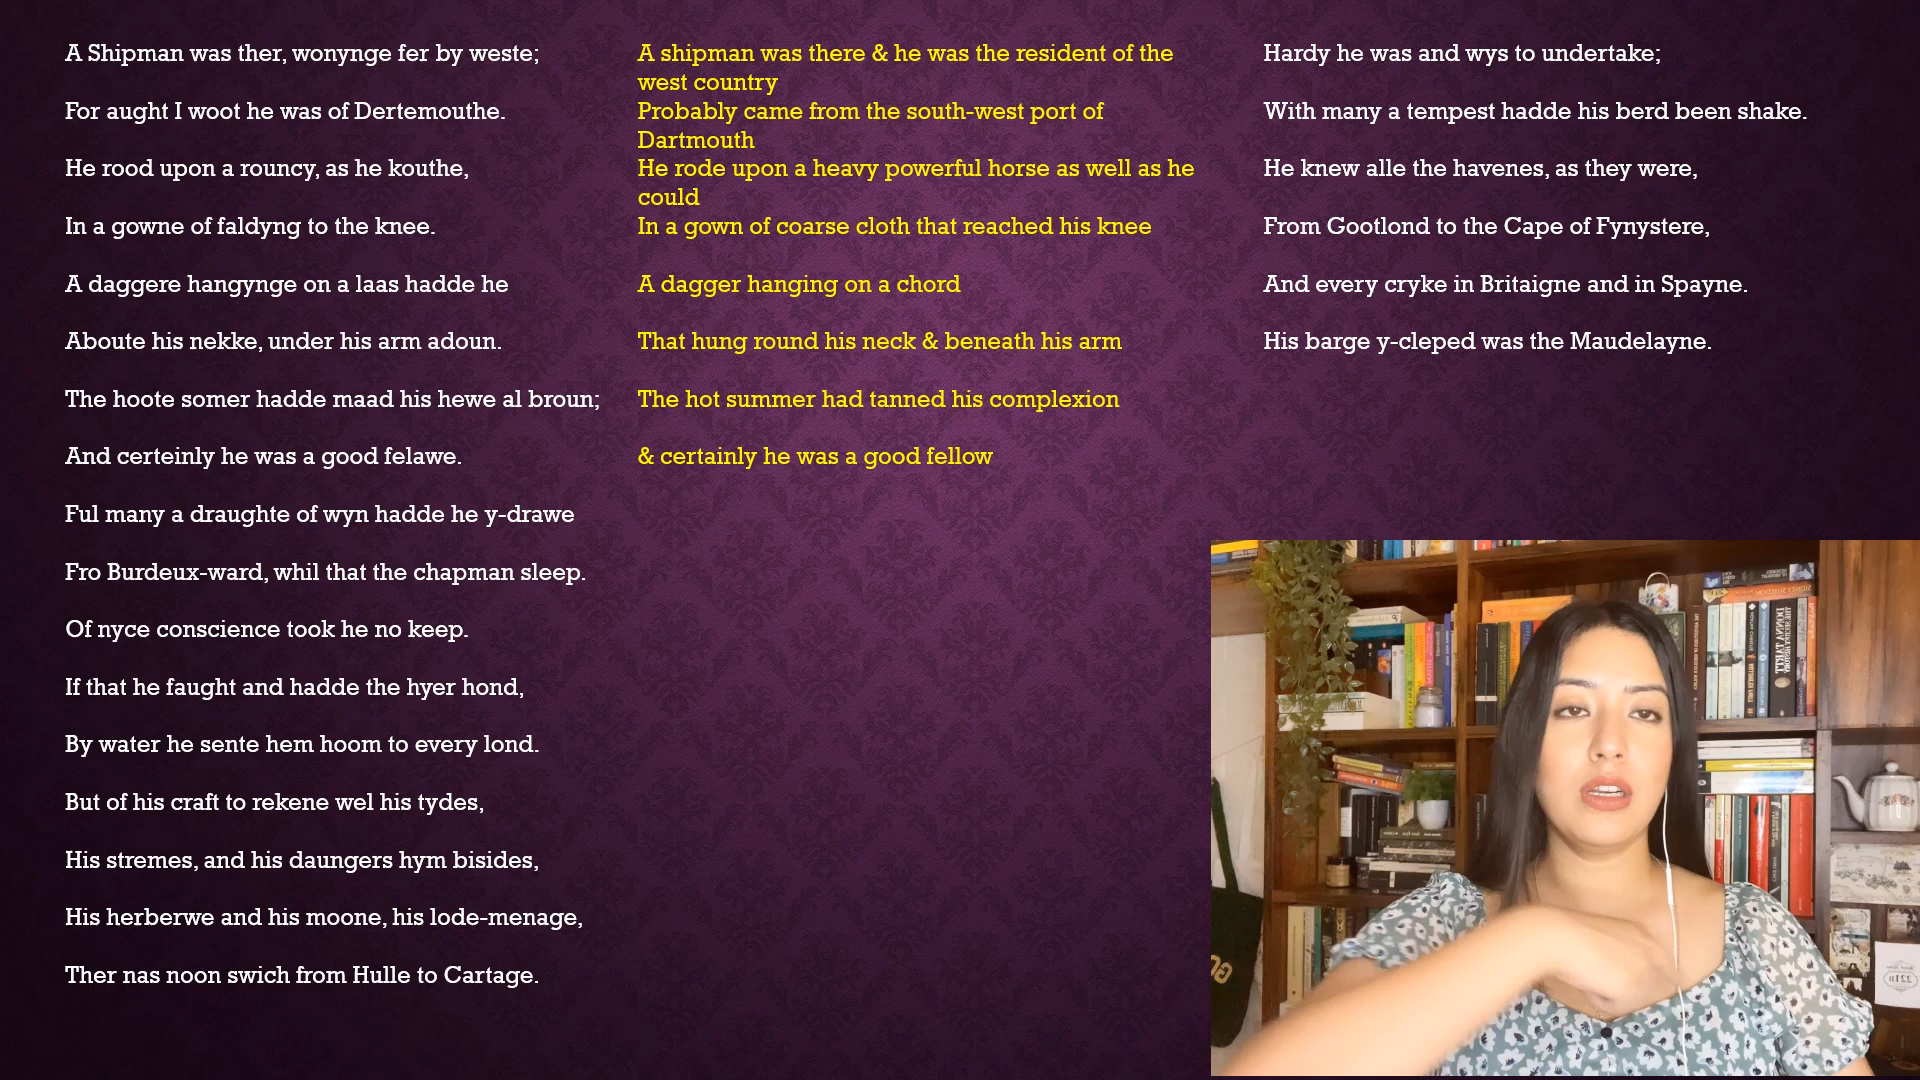 A Shipman was ther, wonynge fer by weste;
For aught I woot he was of Dertemouthe.
He rood upon a rouncy, as he kouthe,
In a gowne of faldyng to the knee.
A daggere hangynge on a laas hadde he
Aboute his nekke, under his arm adoun.
The hoote somer hadde maad his hewe al broun;
And certeinly he was a good felawe.
Ful many a draughte of wyn hadde he y-drawe
Fro Burdeux-ward, whil that the chapman sleep.
Of nyce conscience took he no keep.
If that he faught and hadde the hyer hond,
By water he sente hem hoom to every lond.
But of his craft to rekene wel his tydes,
His stremes, and his daungers hym bisides,
His herberwe and his moone, his lode-menage,
Ther nas noon swich from Hulle to Cartage.
A shipman was there & he was the resident of the
west country
Probably came from the south-west port of
Dartmouth
He rode upon a heavy powerful horse as well as he
could
In a gown of coarse cloth that reached his knee
A dagger hanging on a chord
That hung round his neck & beneath his arm
The hot summer had tanned his complexion
& certainly he was a good fellow
Hardy he was and wys to undertake;
With many a tempest hadde his berd been shake.
He knew alle the havenes, as they were,
From Gootlond to the Cape of Fynystere,
And every cryke in Britaigne and in Spayne.
His barge y-cleped was the Maudelayne.
DONNA TARTT
THE SECRET HISTORY
221B